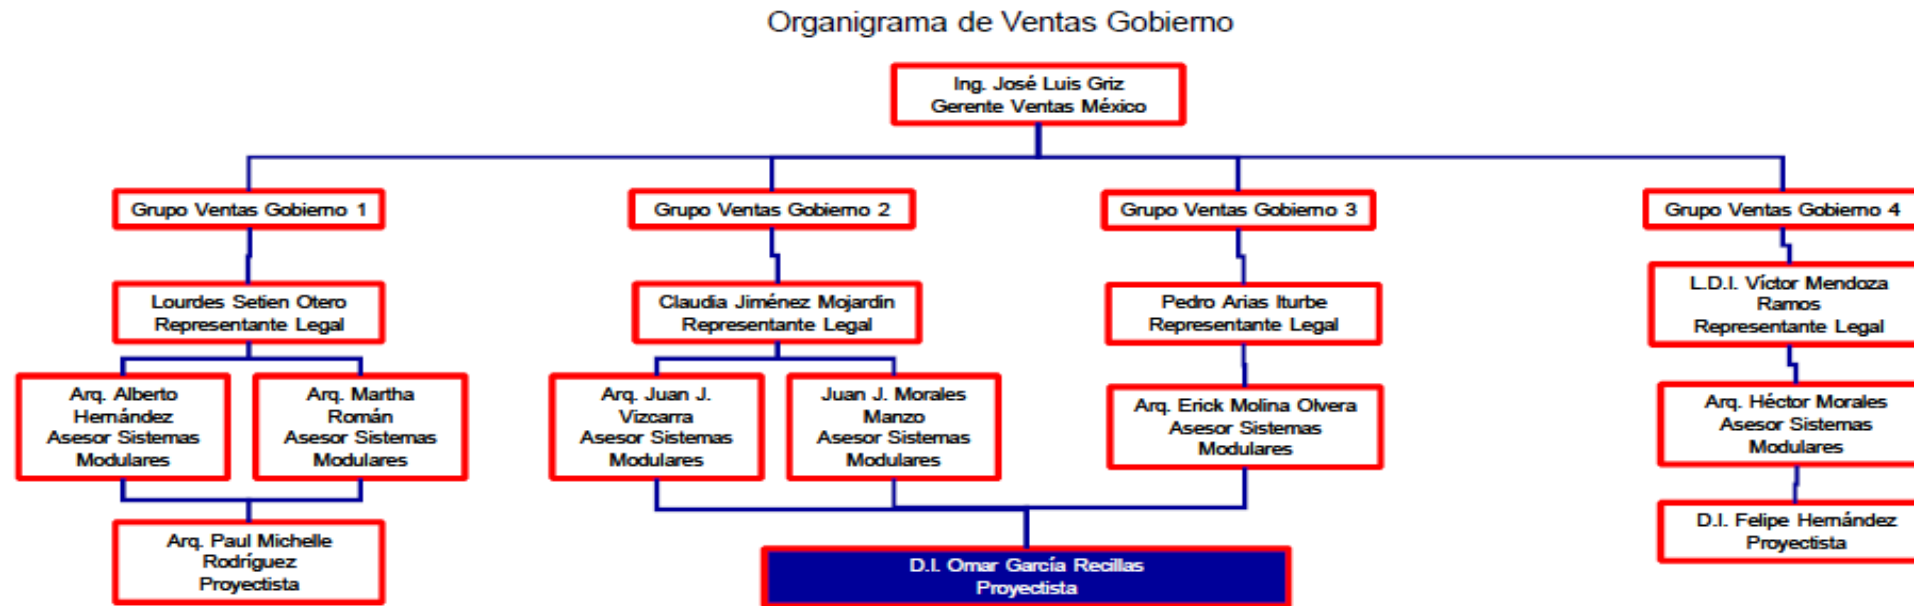 Organigrama de Ventas Gobierno
Ing. José Luis Griz
Gerente Ventas México
Grupo Ventas Gobierno 1
Grupo Ventas Gobierno 2
Grupo Ventas Gobierno 3
Grupo Ventas Gobierno 4
Lourdes Setien Otero
Representante Legal
Claudia Jiménez Mojardin
Representante Legal
Pedro Arias Iturbe
Representante Legal
L.D.I. Víctor Mendoza
Ramos
Representante Legal
Arq. Alberto
Hernández
Asesor Sistemas
Modulares
Arq. Martha
Román
Asesor Sistemas
Modulares
Arq. Juan J.
Vizcarra
Asesor Sistemas
Modulares
Juan J. Morales
Manzo
Asesor Sistemas
Modulares
Arq. Erick Molina Olvera
Asesor Sistemas
Modulares
Arq. Héctor Morales
Asesor Sistemas
Modulares
Arq. Paul Michelle
Rodríguez
Proyectista
D.I. Omar García Recillas
Proyectista
D.I. Felipe Hernández
Proyectista